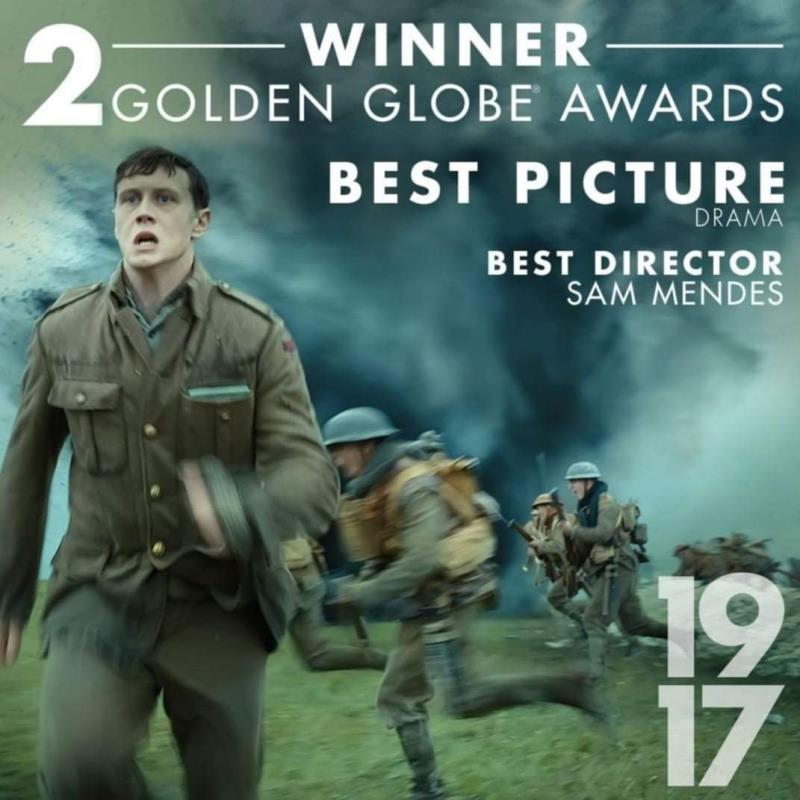 2 WINNER
GOLDEN GLOBE® AWARDS
BEST PICTURE
DRAMA
BEST DIRECTOR
SAM MENDES
19
17